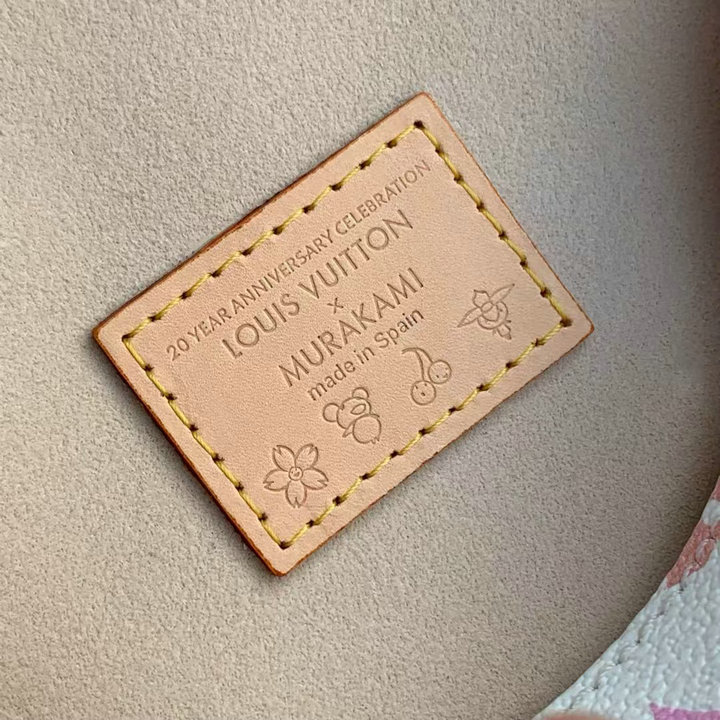 20 YEAR ANNIVERSARY CELEBRATION
LOUIS VUITTON
×
MURAKAMI
made in Spain